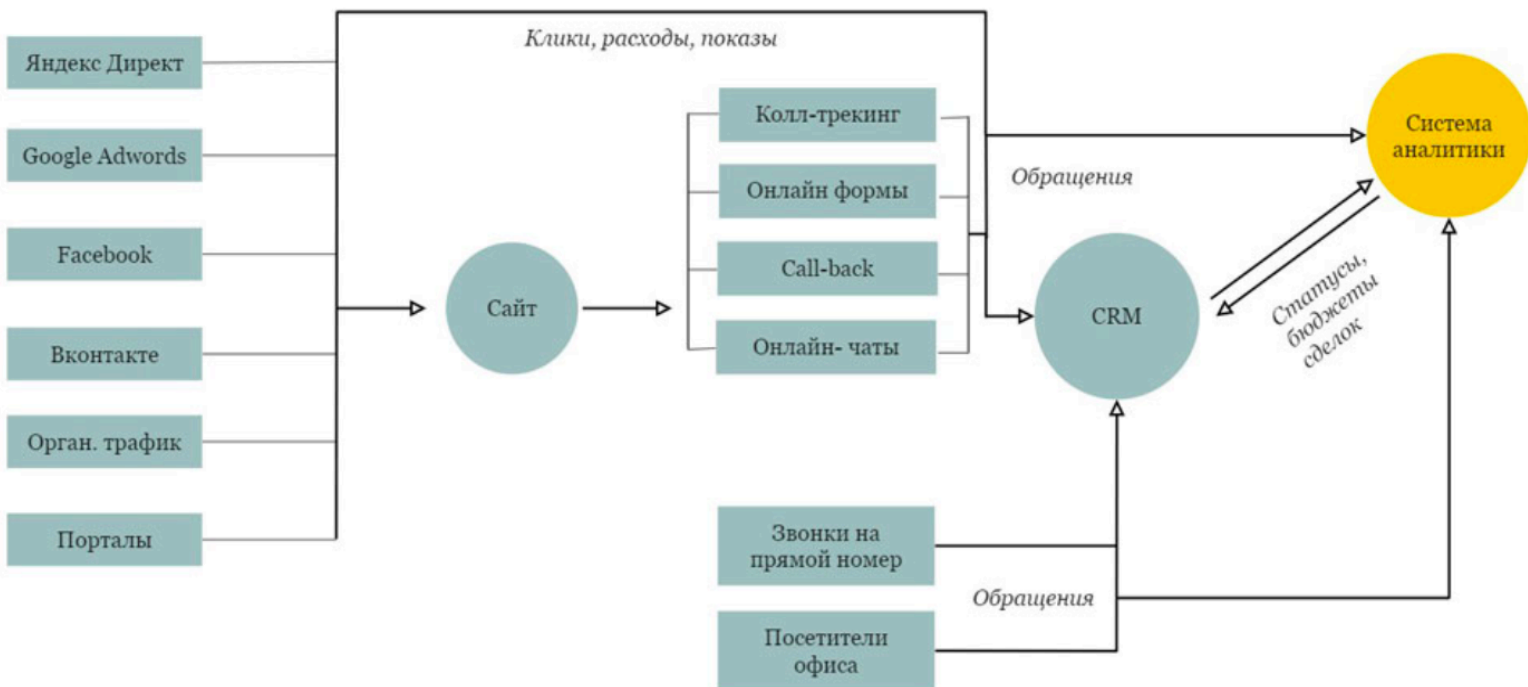 Клики, расходы, показы
Яндекс Директ
Google Adwords
Facebook
Вконтакте
Орган. трафик
Порталы
Сайт
Колл-трекинг
Онлайн формы
Call-back
Онлайн- чаты
Обращения
CRM
Система
аналитики
Статусы,
бюджеты
сделок
Звонки на
прямой номер
Обращения
Посетители
офиса